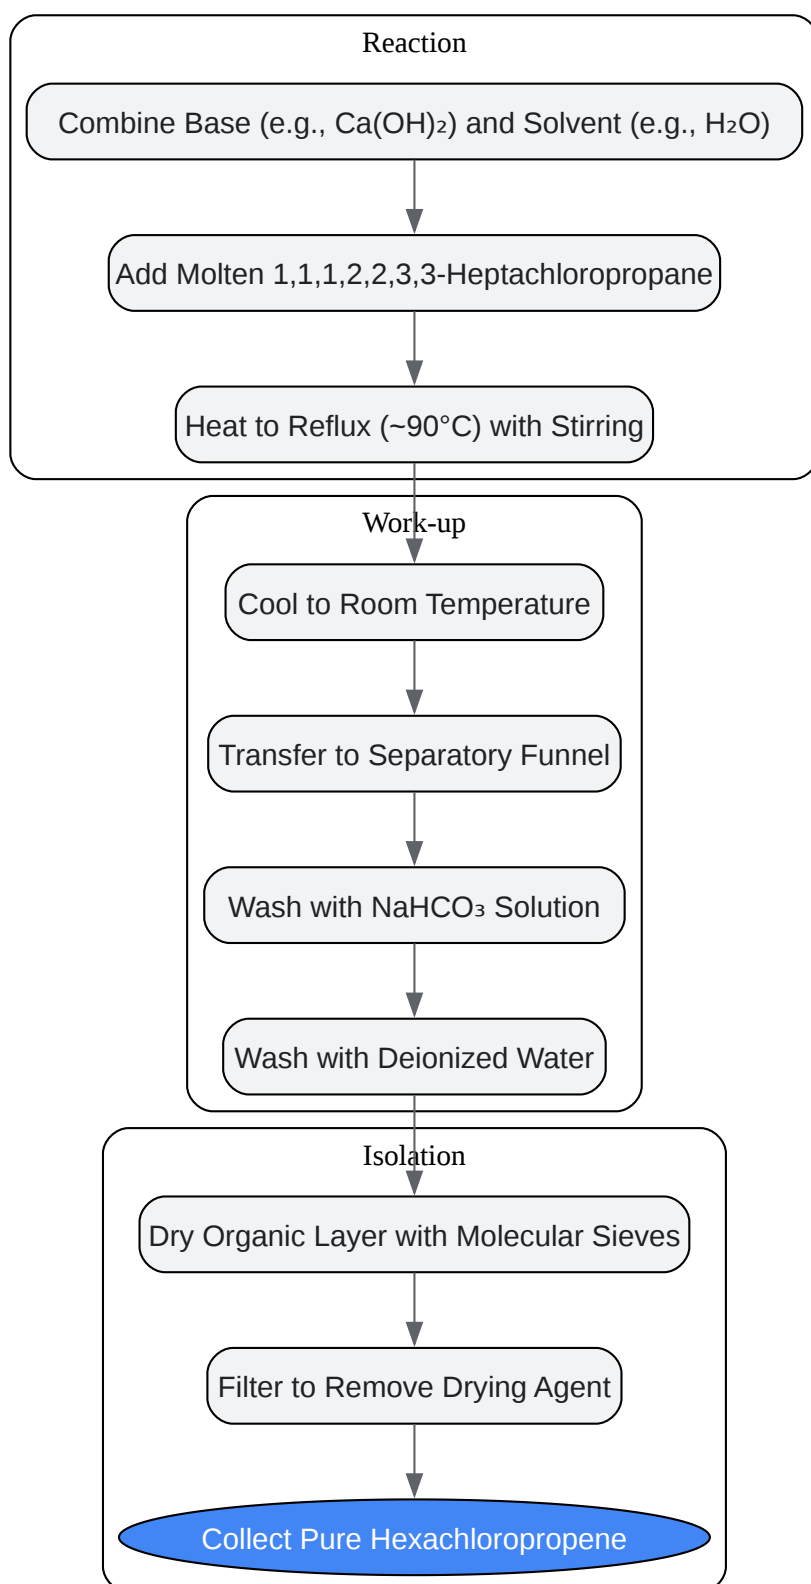 Reaction
Combine Base (e.g., Ca(OH)₂) and Solvent (e.g., H₂O)
Add Molten 1,1,1,2,2,3,3-Heptachloropropane
Heat to Reflux (~90°C) with Stirring
Work-up
Cool to Room Temperature
Transfer to Separatory Funnel
Wash with NaHCO₃ Solution
Wash with Deionized Water
Isolation
Dry Organic Layer with Molecular Sieves
Filter to Remove Drying Agent
Collect Pure Hexachloropropene